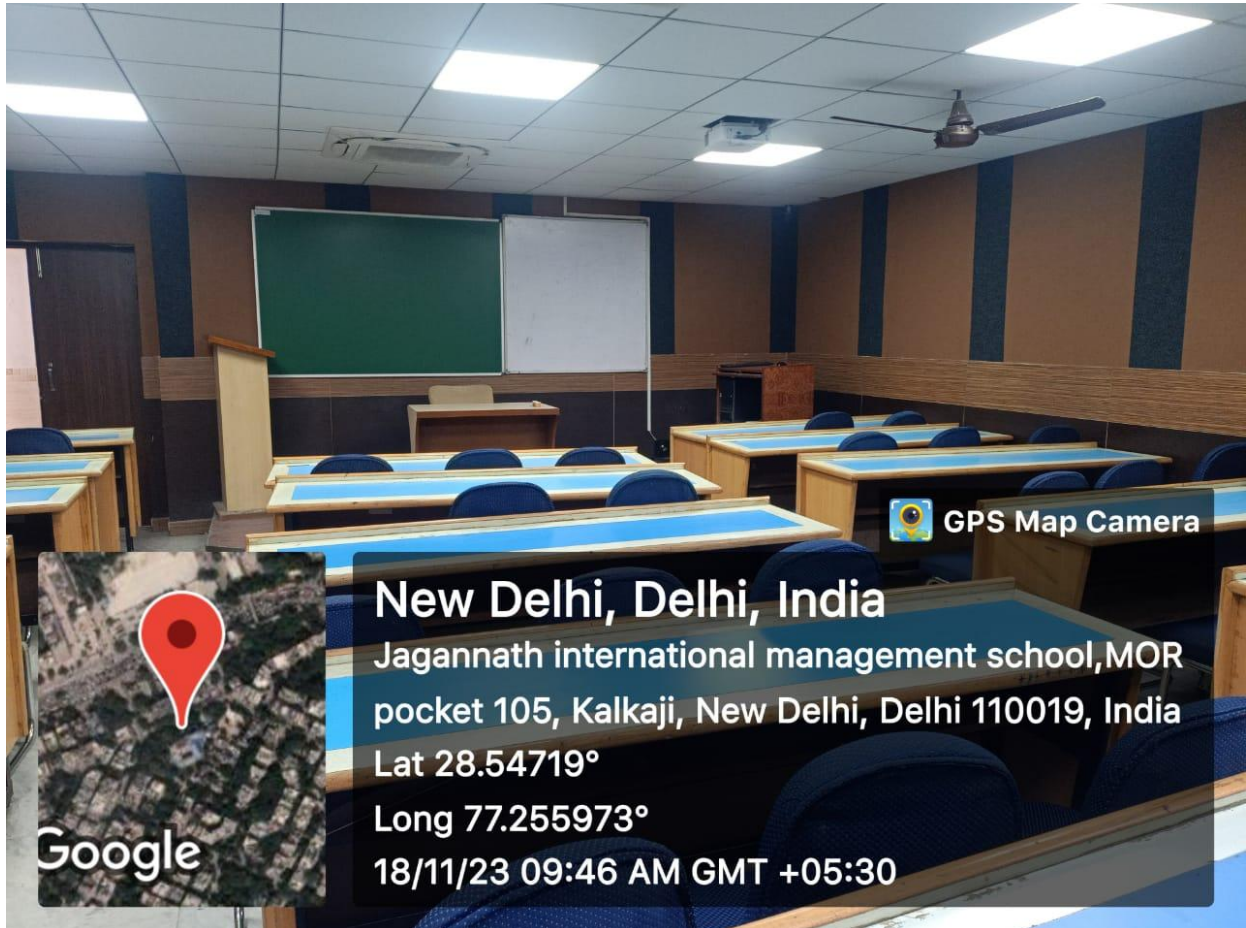 GPS Map Camera
New Delhi, Delhi, India
Jagannath international management school,MOR
pocket 105, Kalkaji, New Delhi, Delhi 110019, India
Lat 28.54719°
Long 77.255973°
18/11/23 09:46 AM GMT +05:30
Google